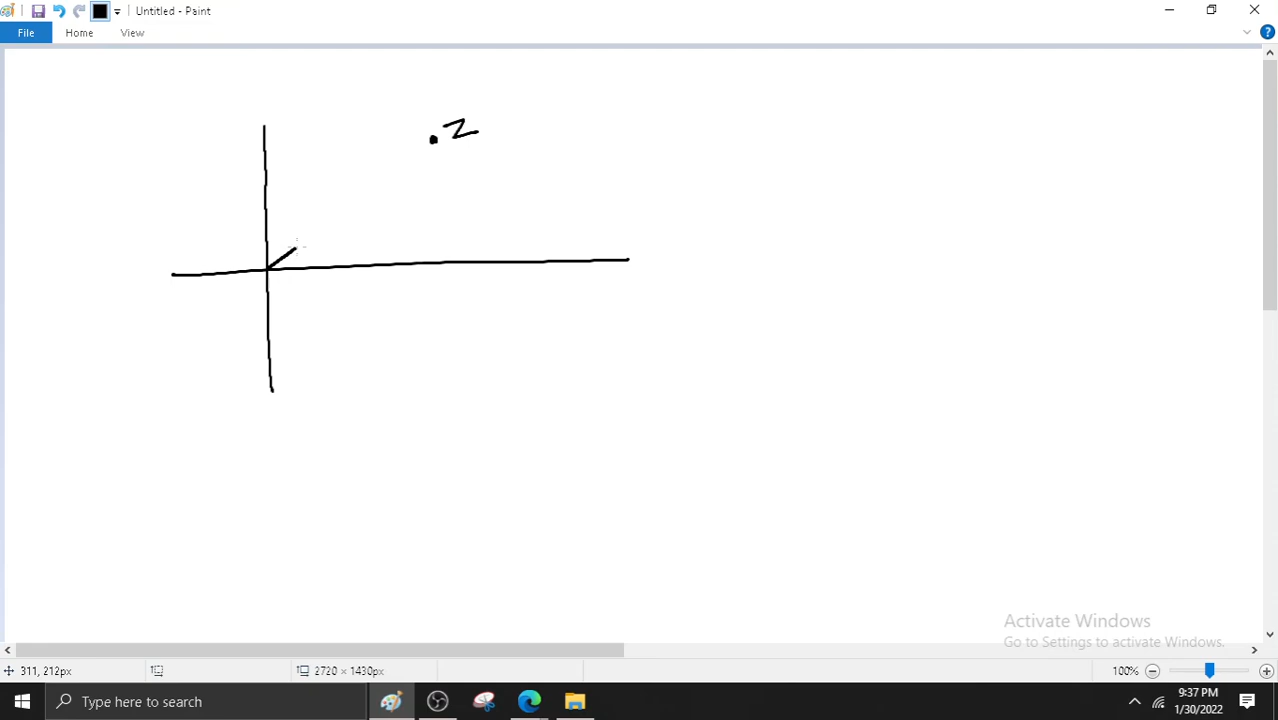 Untitled - Paint
File Home View
.z
Activate Windows
Go to Settings to activate Windows.
311, 212px
2720 × 1430px
100%
Type here to search
9:37 PM
1/30/2022